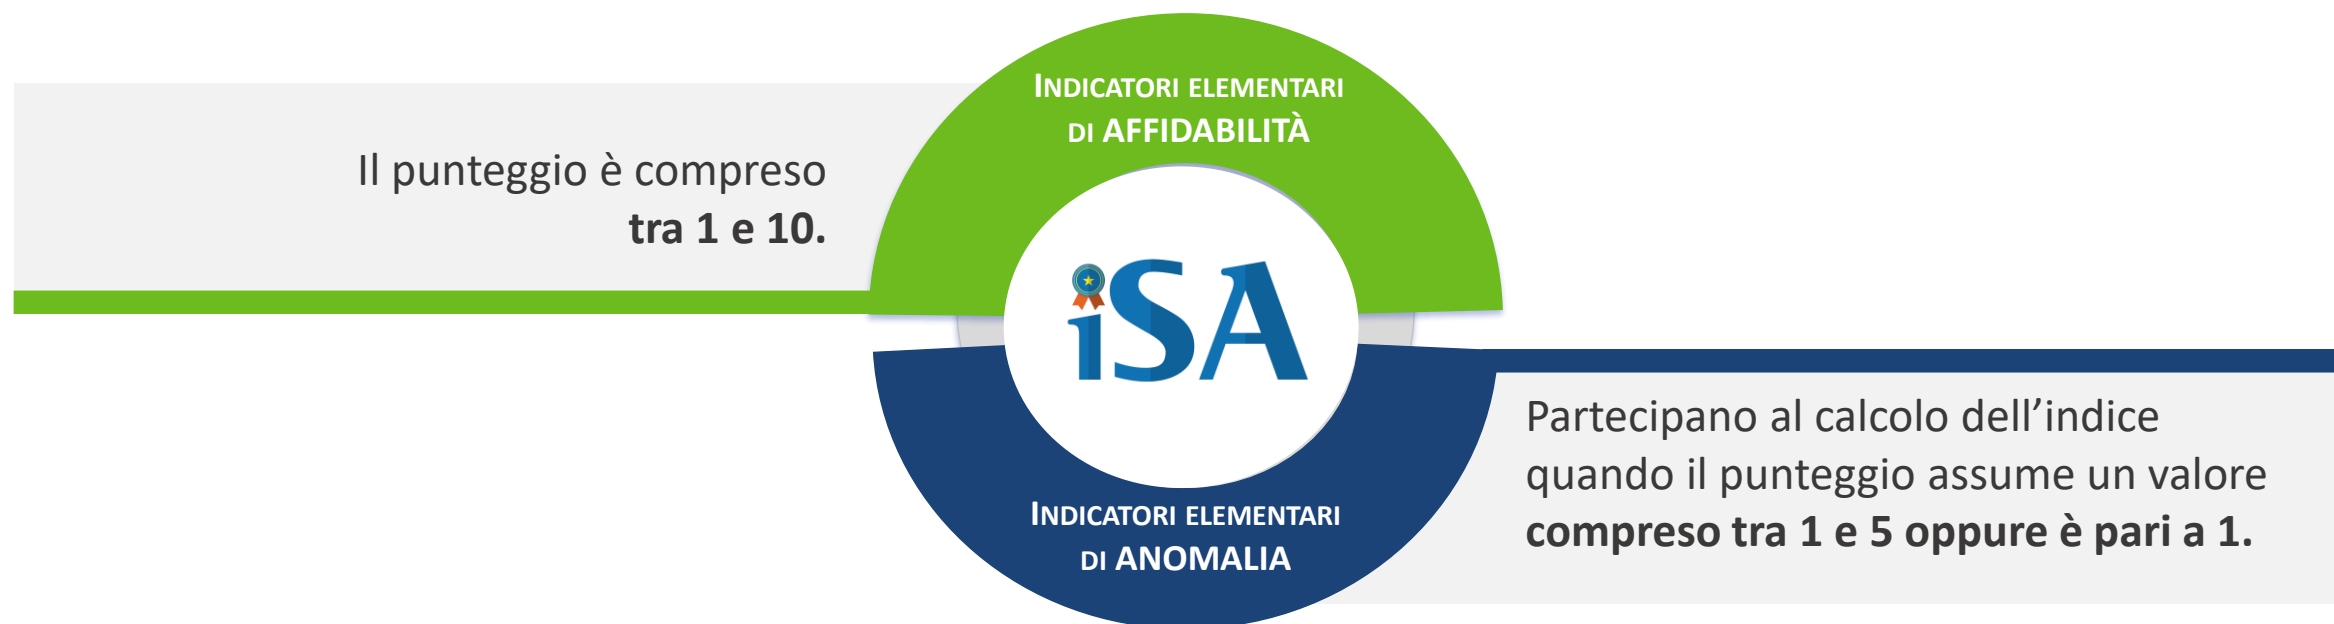 INDICATORI ELEMENTARI
DI AFFIDABILITÀ
Il punteggio è compreso
tra 1 e 10.
iSA
Partecipano al calcolo dell’indice
quando il punteggio assume un valore
compreso tra 1 e 5 oppure è pari a 1.
INDICATORI ELEMENTARI
DI ANOMALIA